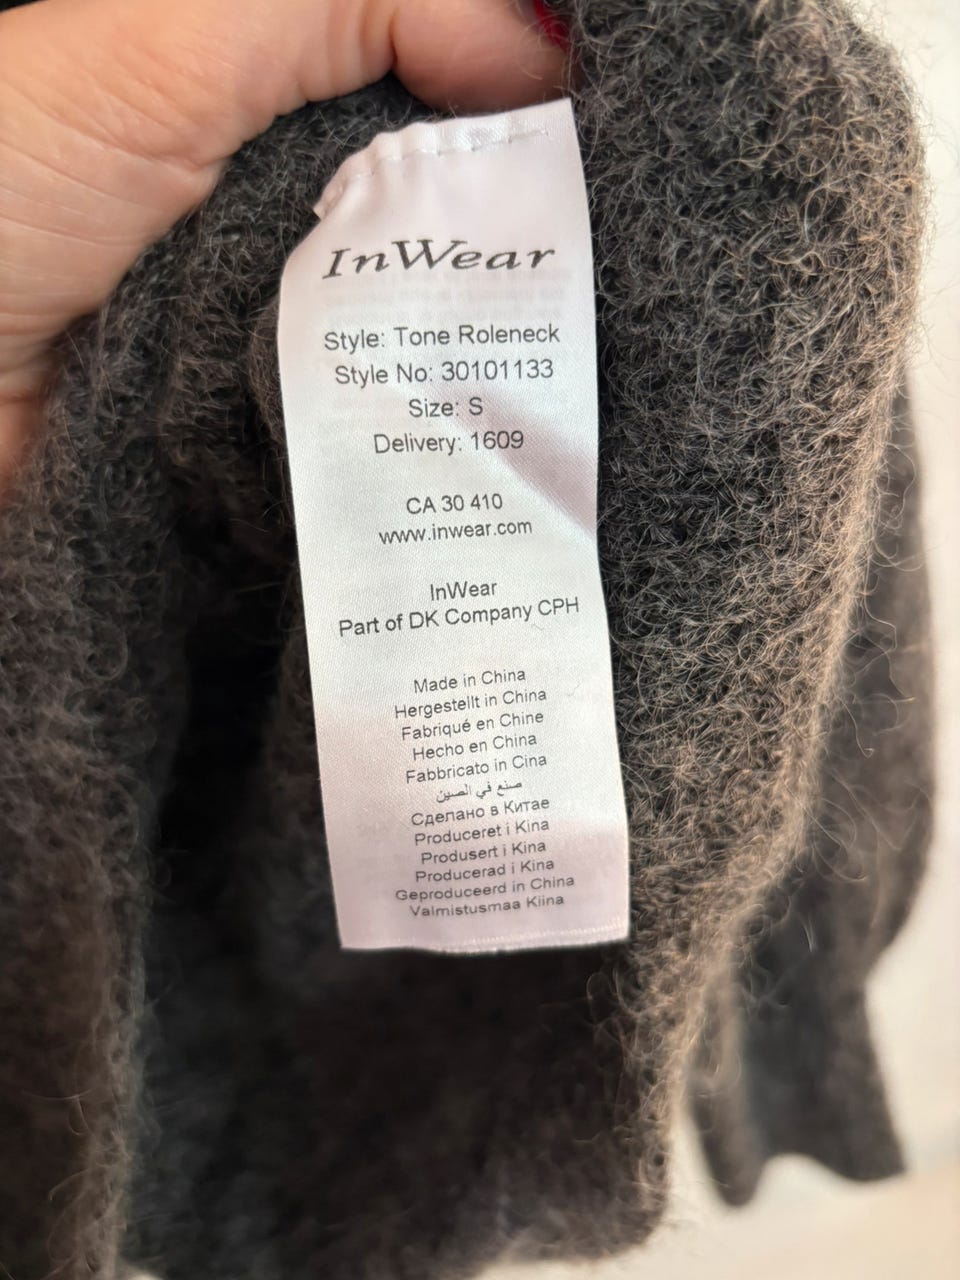 InWear
Style: Tone Roleneck
Style No: 30101133
Size: S
Delivery: 1609
CA 30 410
www.inwear.com
InWear
Part of DK Company CPH
Made in China
Hergestellt in China
Fabriqué en Chine
Hecho en China
Fabbricato in Cina
صنع في الصين
Сделано в Китае
Produceret i Kina
Produsert i Kina
Producerad i Kina
Geproduceerd in China
Valmistusmaa Kiina